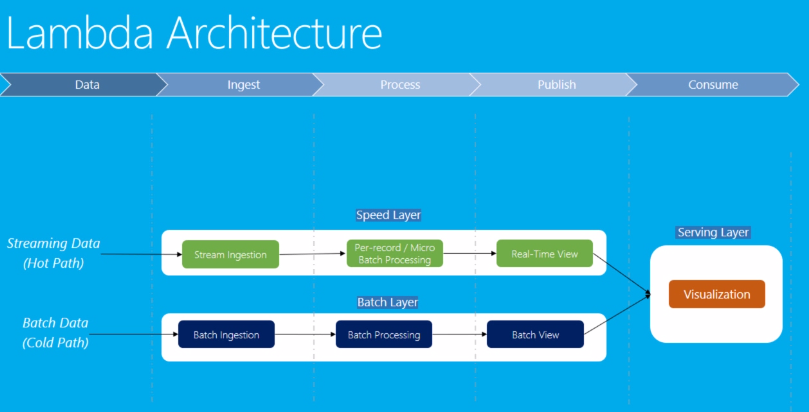 Lambda Architecture
Data
Ingest
Process
Publish
Consume
Speed Layer
Streaming Data
(Hot Path)
Stream Ingestion
Per-record / Micro
Batch Processing
Real-Time View
Serving Layer
Visualization
Batch Layer
Batch Data
(Cold Path)
Batch Ingestion
Batch Processing
Batch View